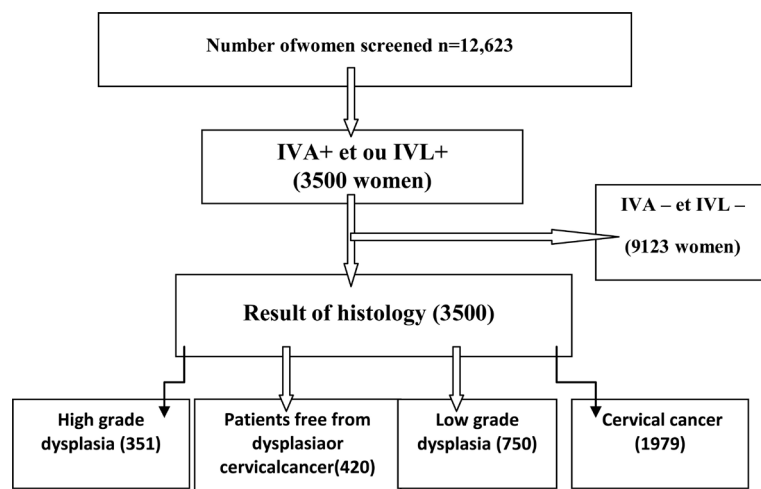 Number ofwomen screened n=12,623
IVA+ et ou IVL+
(3500 women)
IVA – et IVL –
(9123 women)
Result of histology (3500)
High grade
dysplasia (351)
Patients free from
dysplasiaor
cervicalcancer(420)
Low grade
dysplasia (750)
Cervical cancer
(1979)